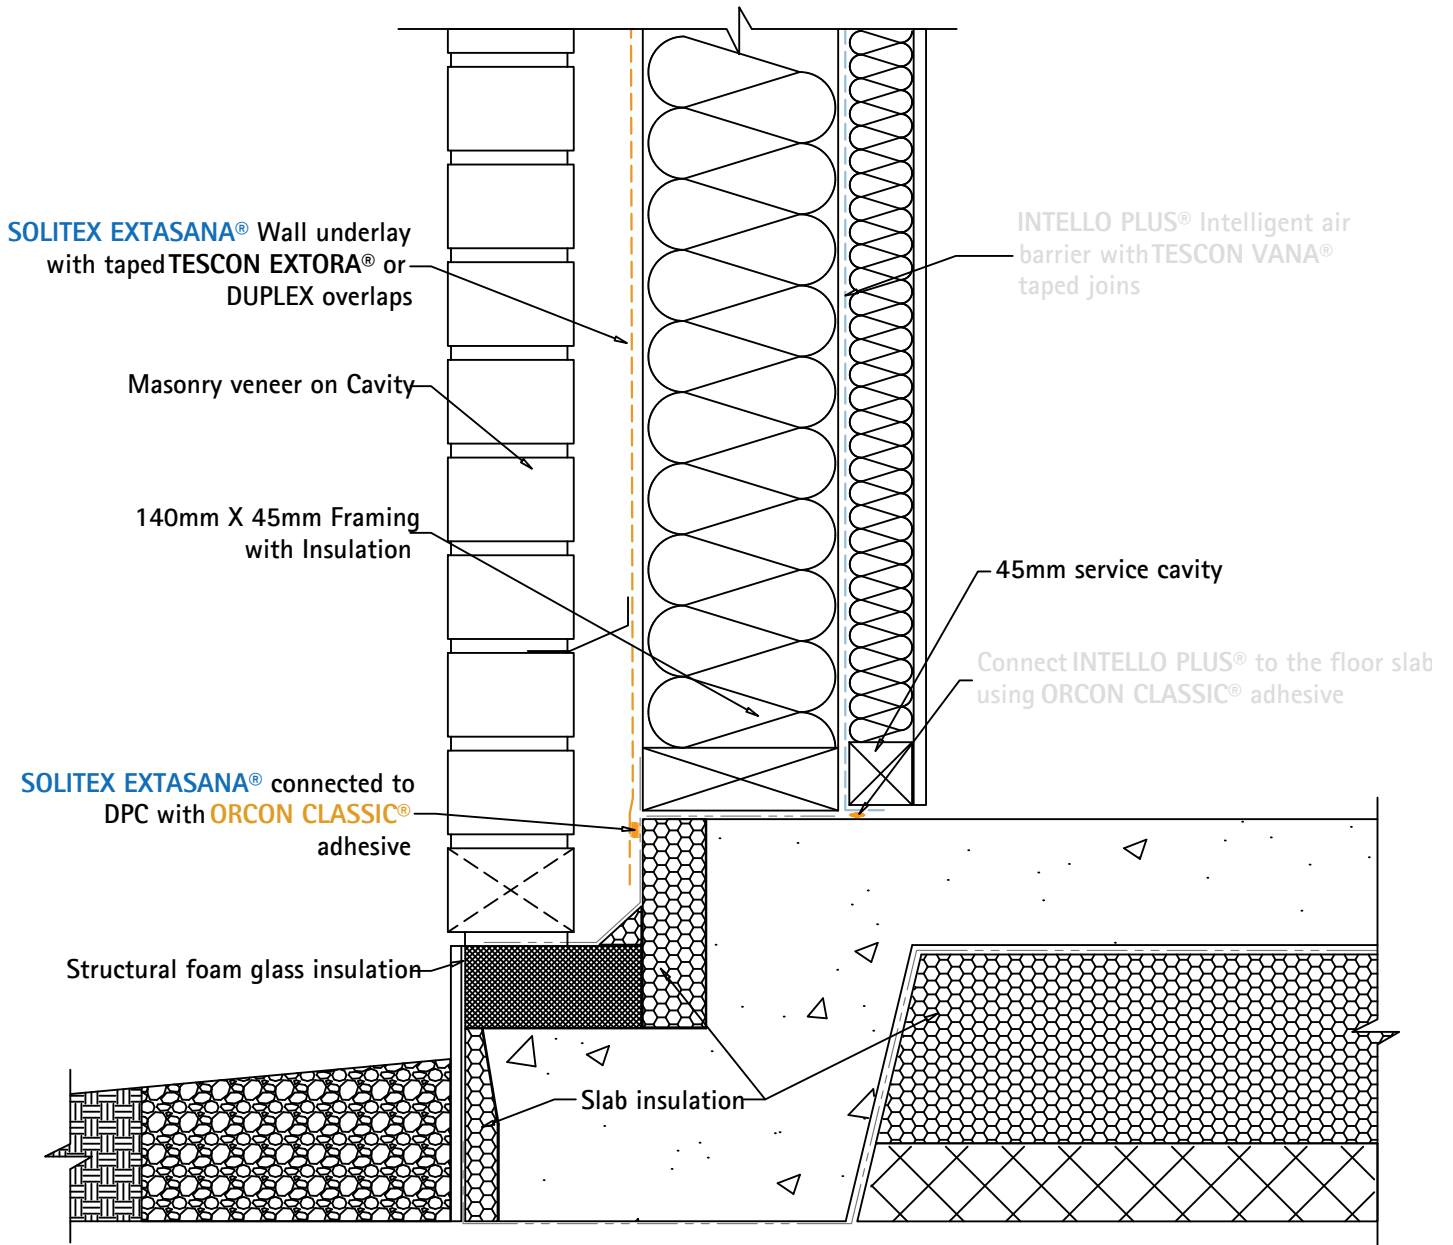 SOLITEX EXTASANA® Wall underlay
with taped TESCON EXTORA® or
DUPLEX overlaps
INTELLO PLUS® Intelligent air
barrier with TESCON VANA®
taped joins
Masonry veneer on Cavity
140mm X 45mm Framing
with Insulation
45mm service cavity
Connect INTELLO PLUS® to the floor slab
using ORCON CLASSIC® adhesive
SOLITEX EXTASANA® connected to
DPC with ORCON CLASSIC®
adhesive
Structural foam glass insulation
Slab insulation